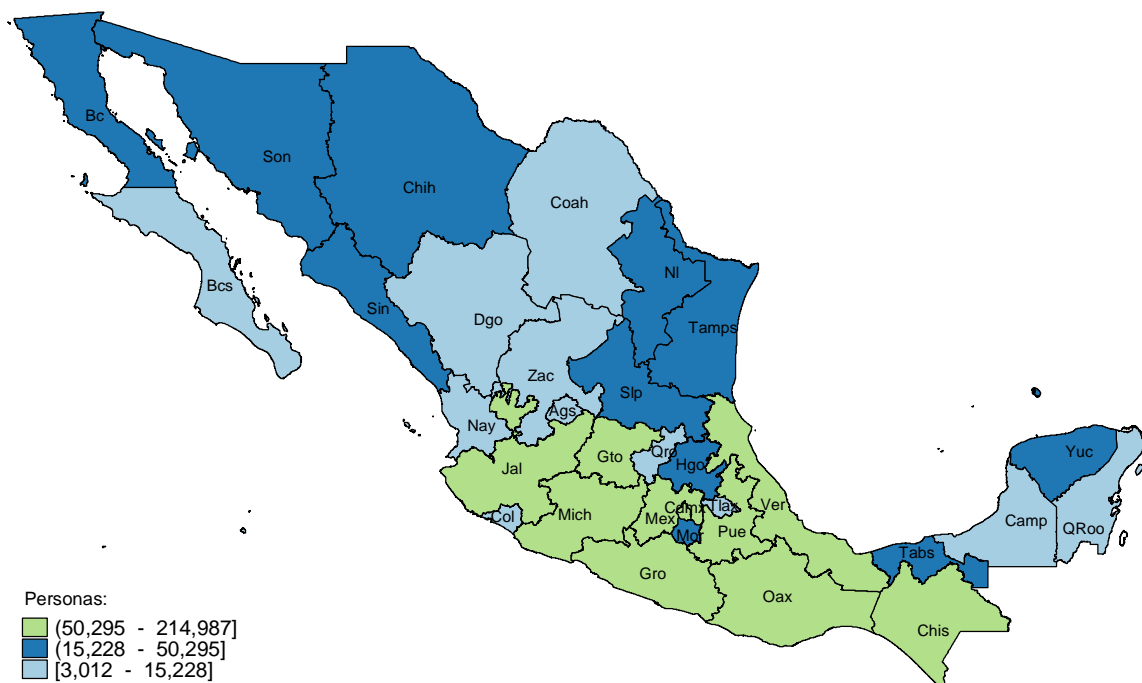 Bc
Son
Chih
Coah
Bcs
Nl
Sin
Dgo
Tamps
Zac
Slp
Ags
Nay
Gto
Qro
Jal
Hgo
Yuc
Cdmx
Tlax
Ver
Col
Mich
Mex
Camp
QRoo
Mor
Pue
Tabs
Gro
Oax
Chis
Personas:
(50,295 - 214,987]
(15,228 - 50,295]
[3,012 - 15,228]